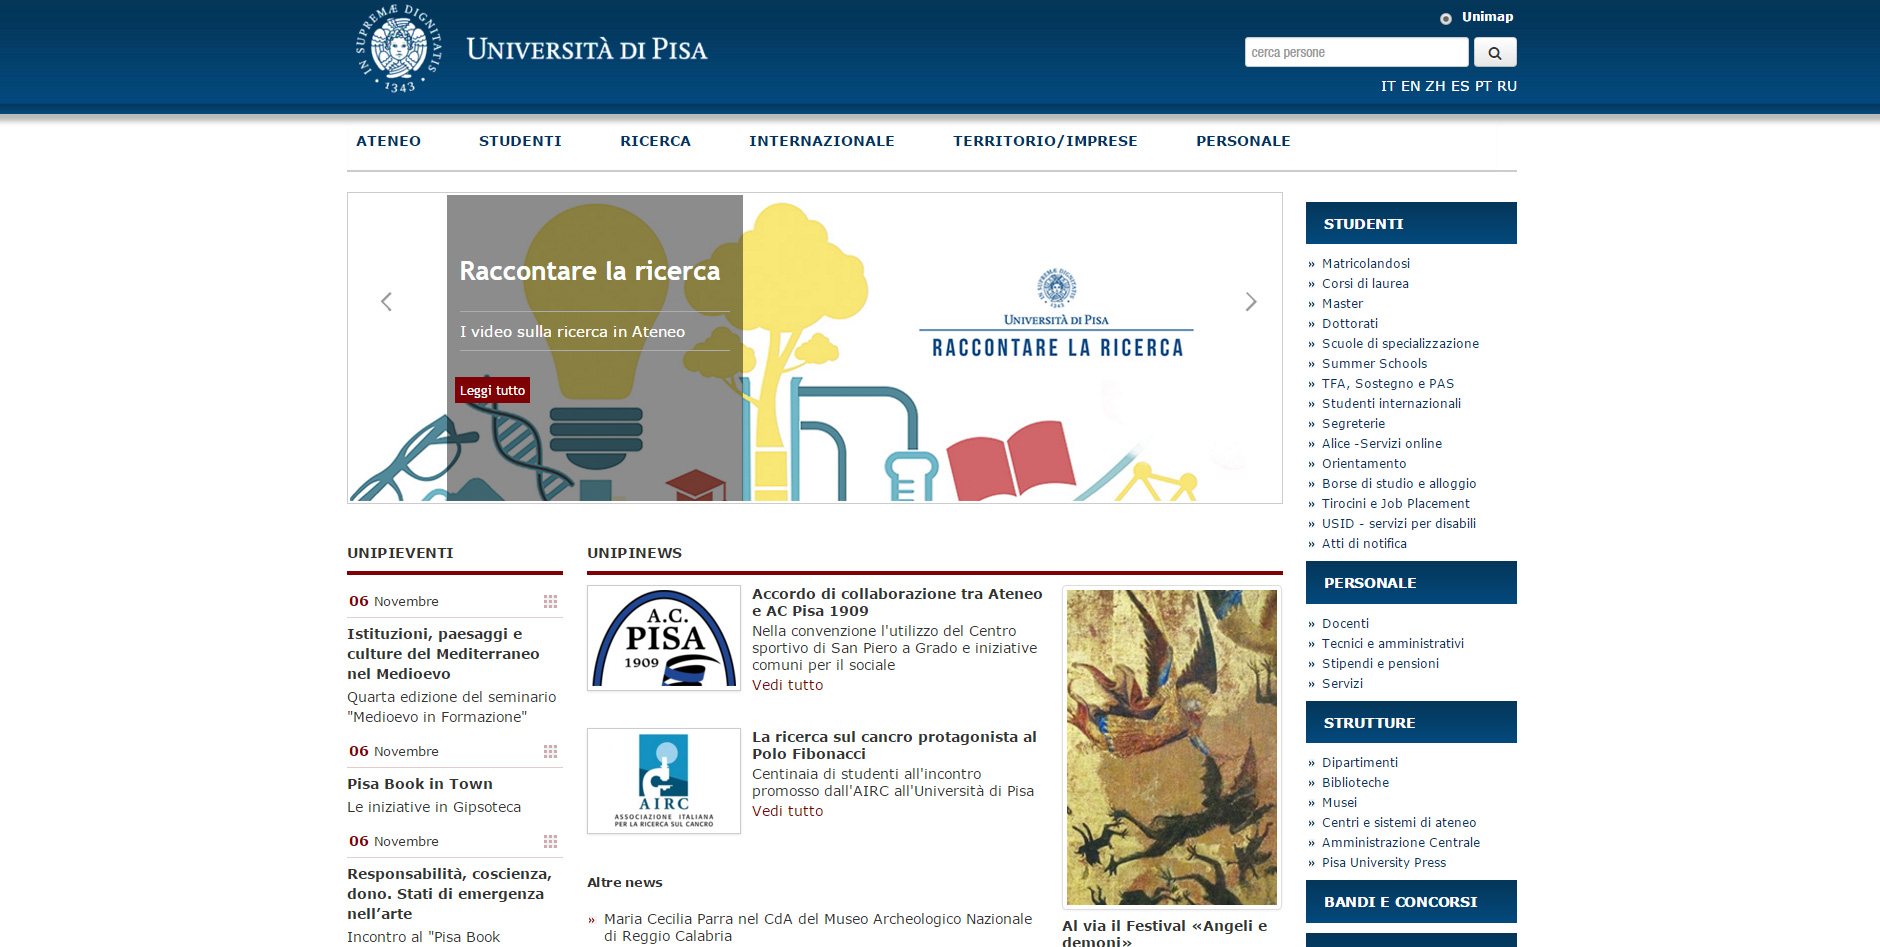 IN SUPREMÆ DIGNITATIS
· 1343 ·
UNIVERSITÀ DI PISA
Unimap
cerca persone
IT EN ZH ES PT RU
ATENEO STUDENTI RICERCA INTERNAZIONALE TERRITORIO/IMPRESE PERSONALE
Raccontare la ricerca
I video sulla ricerca in Ateneo
Leggi tutto
IN SUPREMÆ DIGNITATIS
· 1343 ·
UNIVERSITÀ DI PISA
RACCONTARE LA RICERCA
UNIPIEVENTI
06 Novembre
Istituzioni, paesaggi e
culture del Mediterraneo
nel Medioevo
Quarta edizione del seminario
"Medioevo in Formazione"
06 Novembre
Pisa Book in Town
Le iniziative in Gipsoteca
06 Novembre
Responsabilità, coscienza,
dono. Stati di emergenza
nell’arte
Incontro al "Pisa Book
UNIPINEWS
A.C.
PISA
1909
Accordo di collaborazione tra Ateneo
e AC Pisa 1909
Nella convenzione l'utilizzo del Centro
sportivo di San Piero a Grado e iniziative
comuni per il sociale
Vedi tutto
AIRC
ASSOCIAZIONE ITALIANA
PER LA RICERCA SUL CANCRO
La ricerca sul cancro protagonista al
Polo Fibonacci
Centinaia di studenti all'incontro
promosso dall'AIRC all'Università di Pisa
Vedi tutto
Altre news
» Maria Cecilia Parra nel CdA del Museo Archeologico Nazionale
di Reggio Calabria
Al via il Festival «Angeli e
demoni»
STUDENTI
» Matricolandosi
» Corsi di laurea
» Master
» Dottorati
» Scuole di specializzazione
» Summer Schools
» TFA, Sostegno e PAS
» Studenti internazionali
» Segreterie
» Alice -Servizi online
» Orientamento
» Borse di studio e alloggio
» Tirocini e Job Placement
» USID - servizi per disabili
» Atti di notifica
PERSONALE
» Docenti
» Tecnici e amministrativi
» Stipendi e pensioni
» Servizi
STRUTTURE
» Dipartimenti
» Biblioteche
» Musei
» Centri e sistemi di ateneo
» Amministrazione Centrale
» Pisa University Press
BANDI E CONCORSI